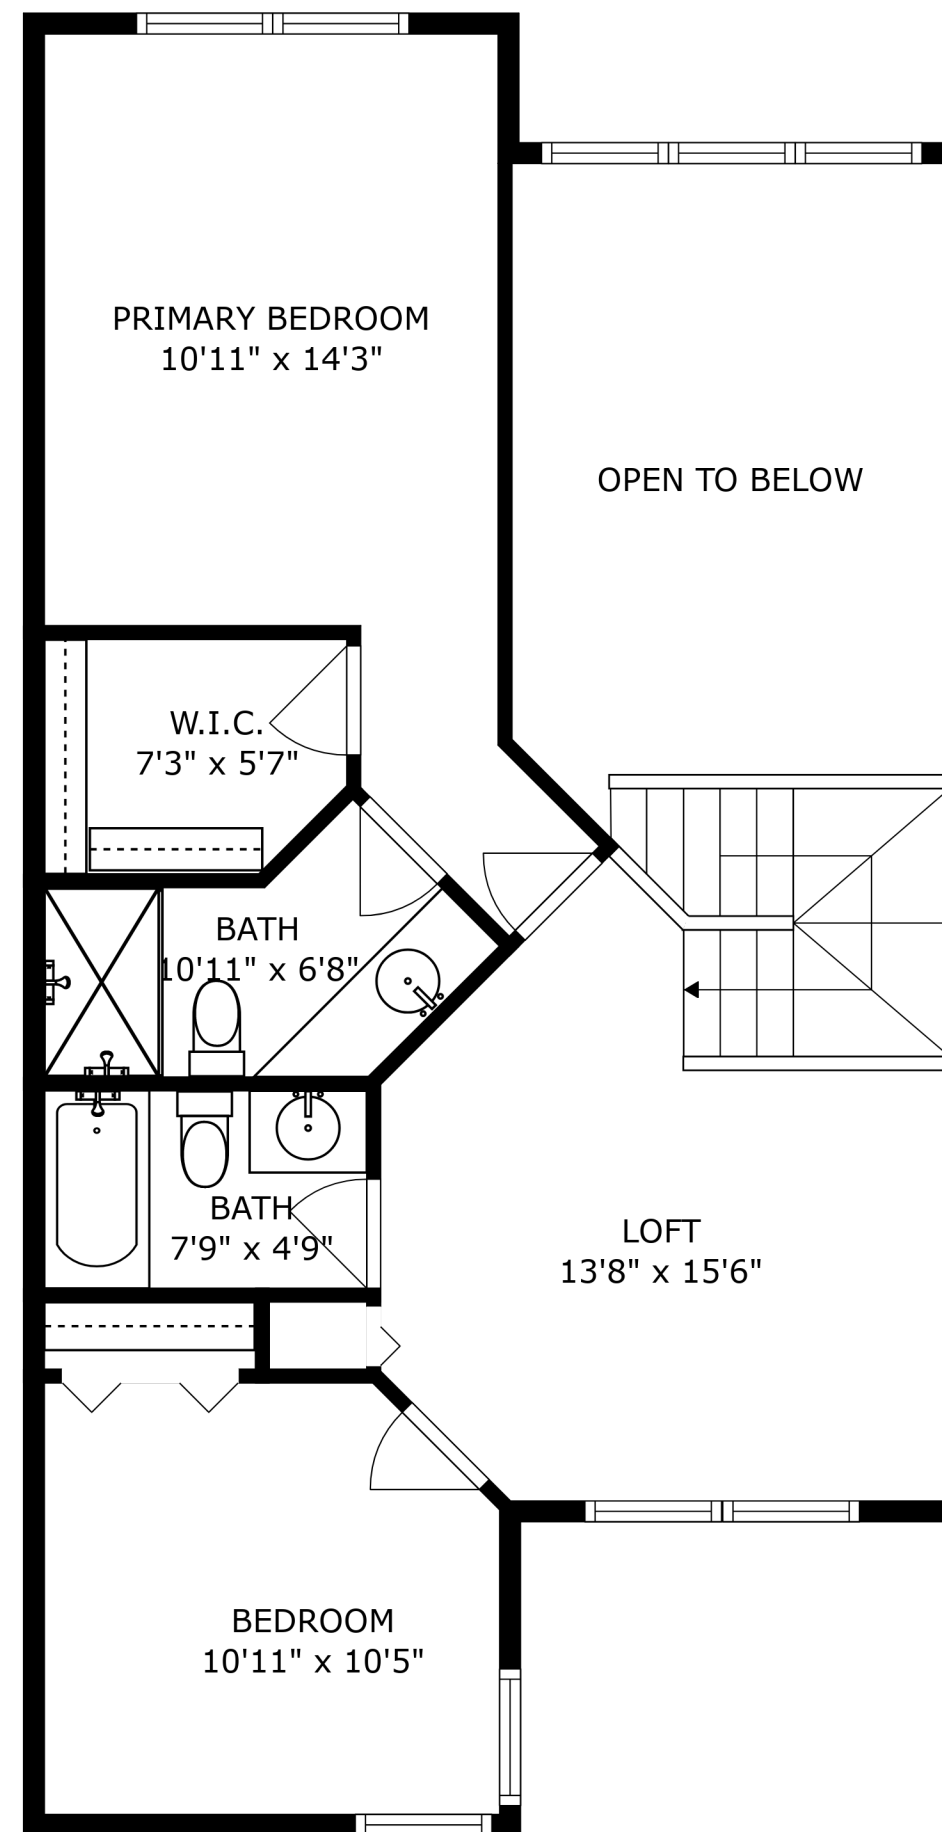 PRIMARY BEDROOM
10'11" x 14'3"
OPEN TO BELOW
W.I.C.
7'3" x 5'7"
BATH
10'11" x 6'8"
BATH
7'9" x 4'9"
LOFT
13'8" x 15'6"
BEDROOM
10'11" x 10'5"